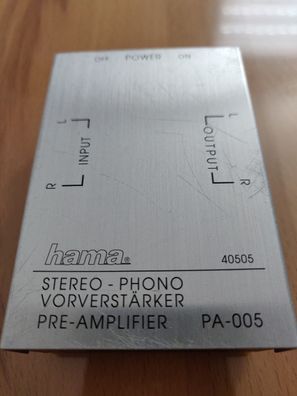 OFF POWER ON
L INPUT R
L OUTPUT R
hama® 40505
STEREO - PHONO
VORVERSTÄRKER
PRE-AMPLIFIER PA-005